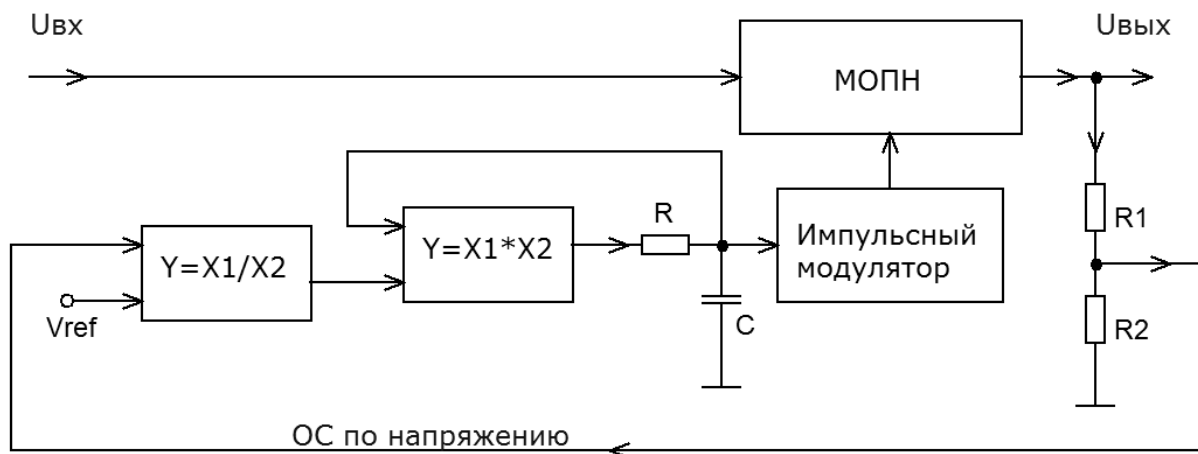 Uвх
Uвых
МОПН
R
R1
Y=X1/X2
Y=X1*X2
Импульсный
модулятор
Vref
C
R2
ОС по напряжению